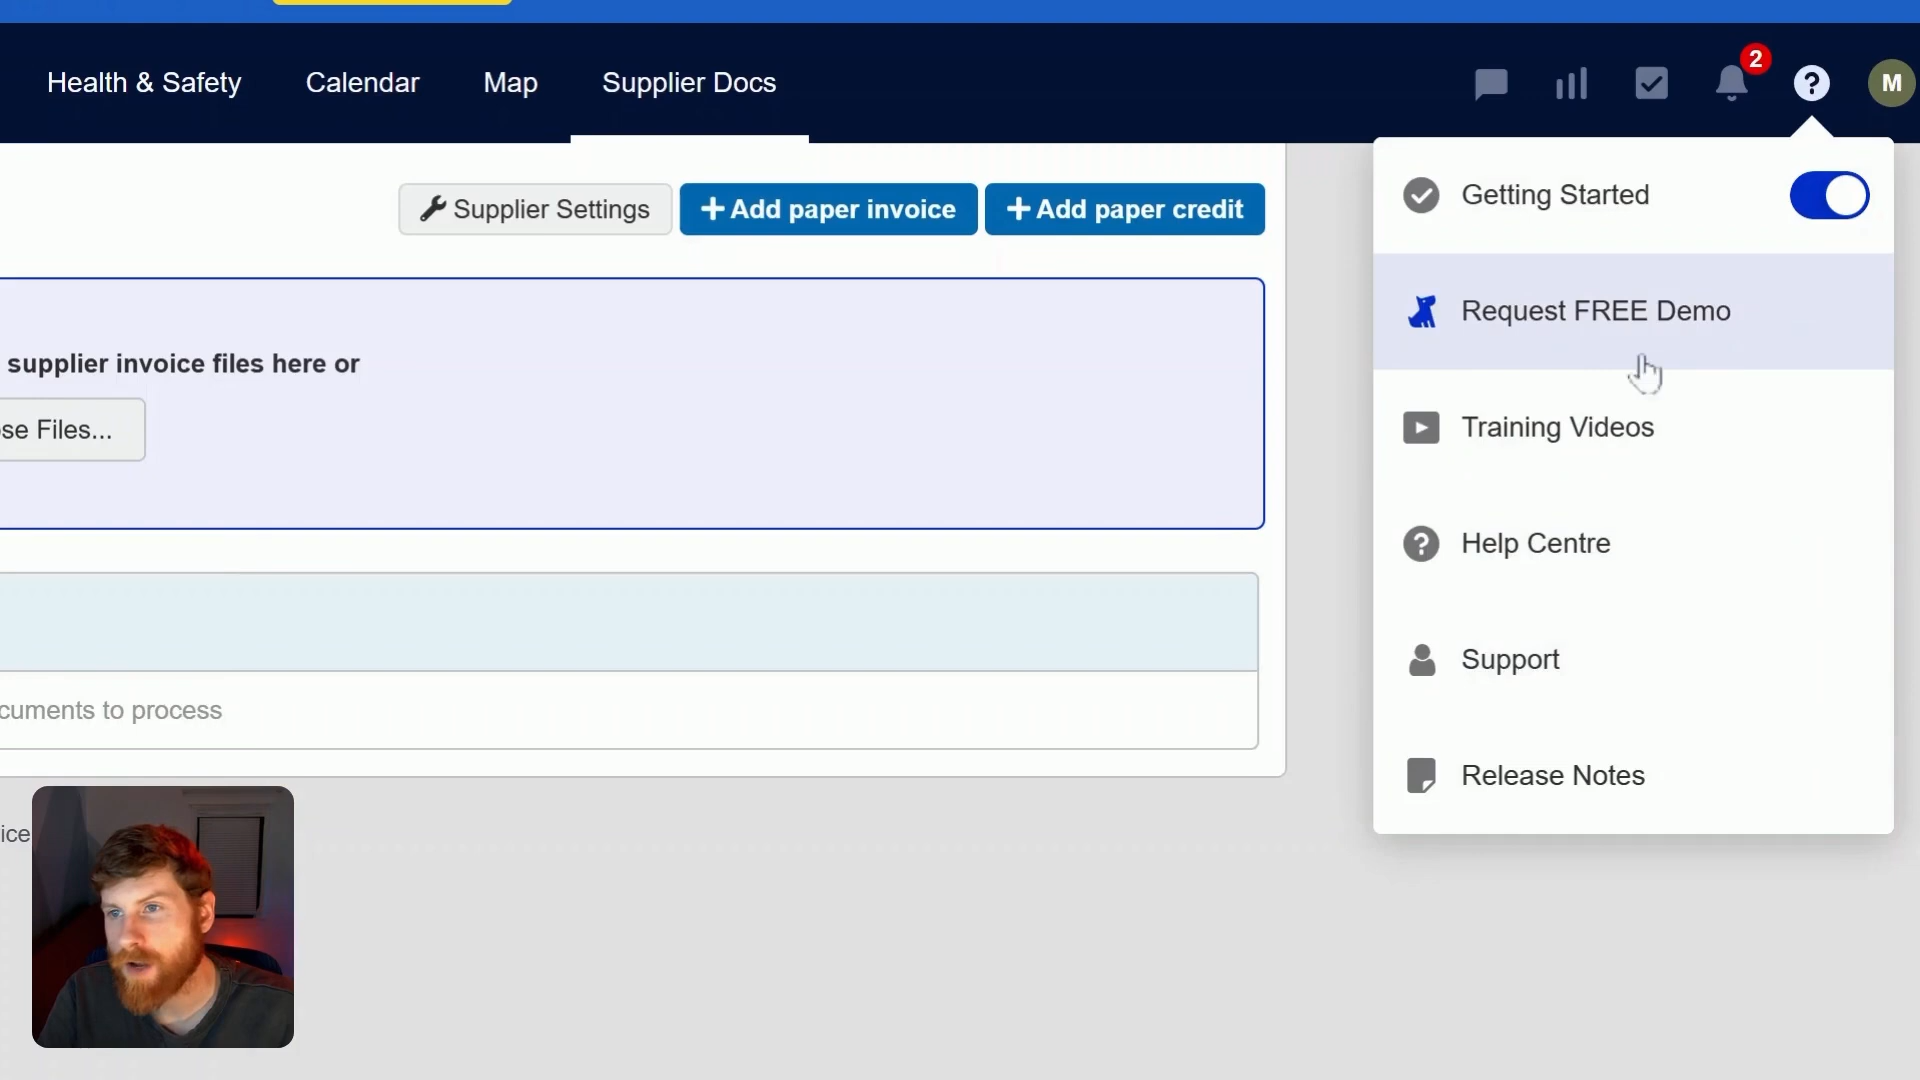 Health & Safety
Calendar
Map
Supplier Docs
2
?
M
Supplier Settings
+ Add paper invoice
+ Add paper credit
supplier invoice files here or
se Files...
cuments to process
ice
Getting Started
Request FREE Demo
Training Videos
? Help Centre
Support
Release Notes